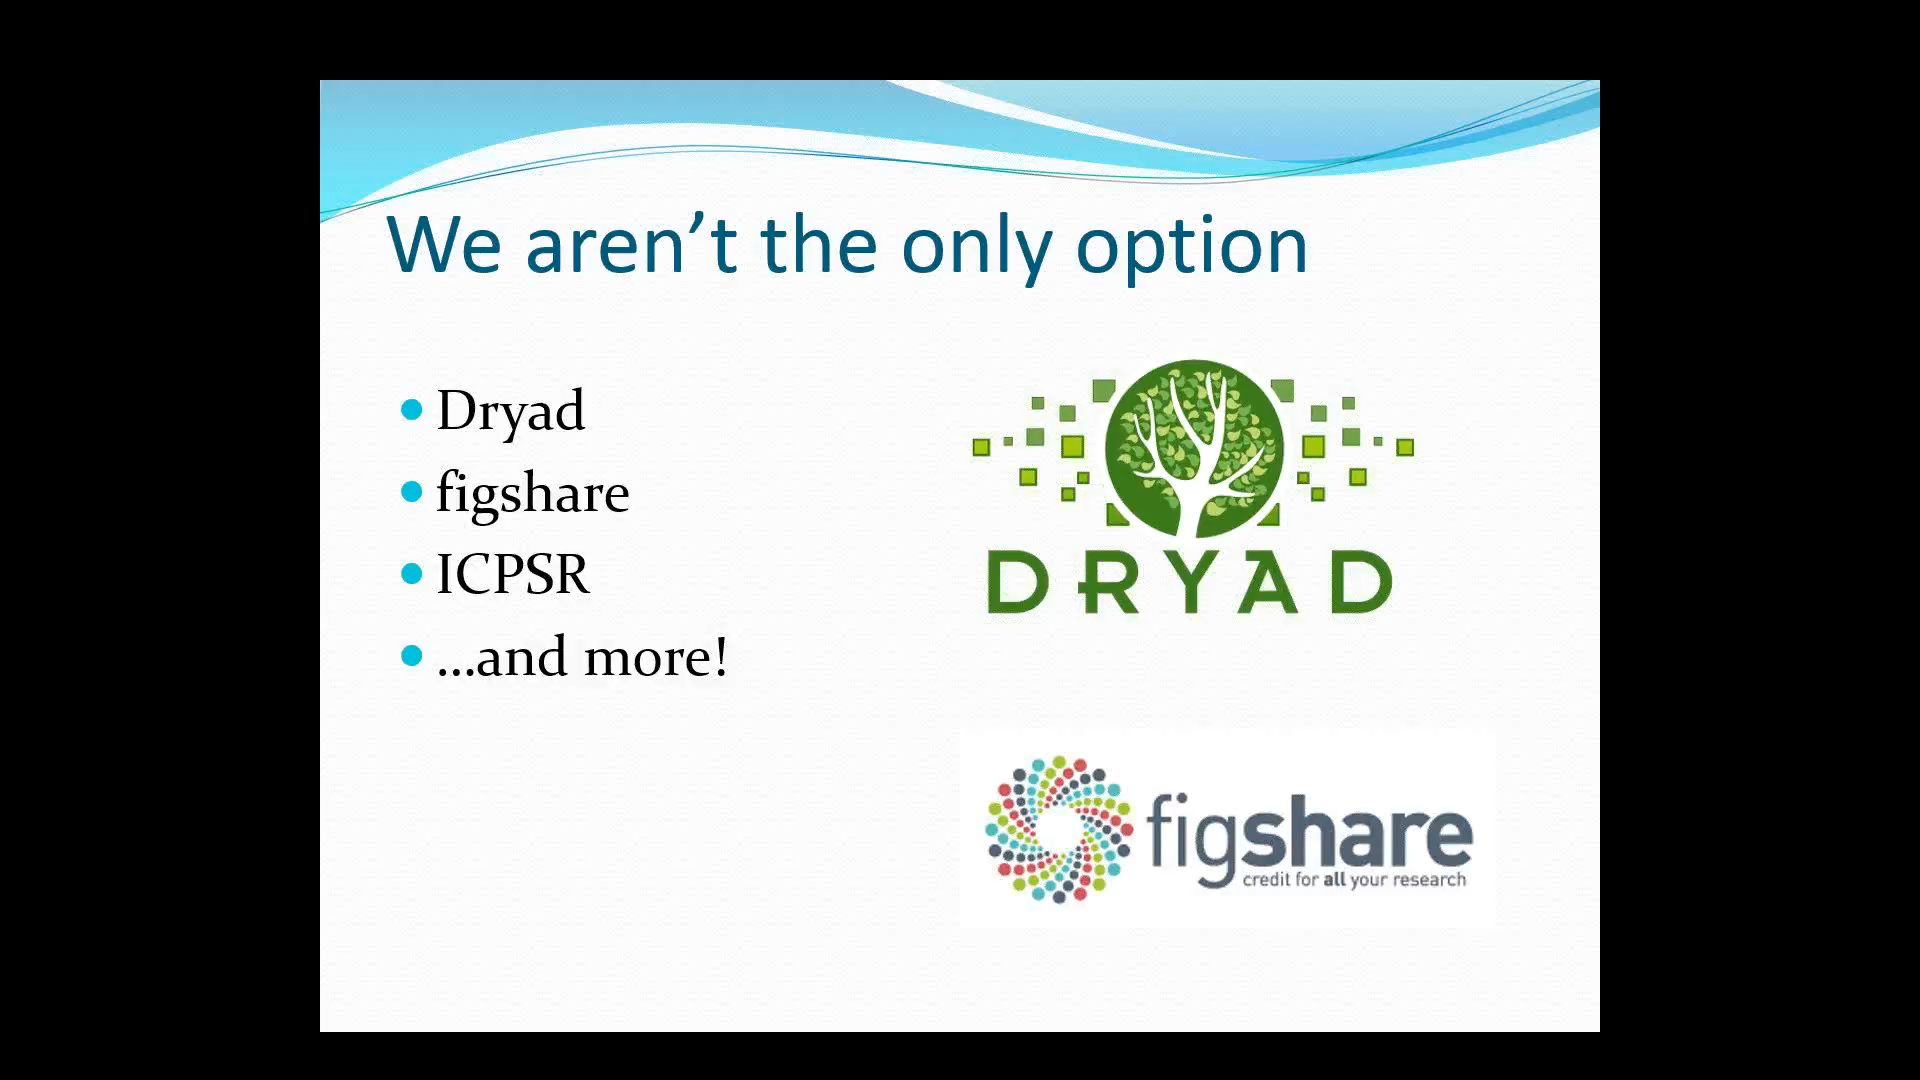 We aren’t the only option
Dryad
figshare
ICPSR
…and more!
DRYAD
figshare
credit for all your research